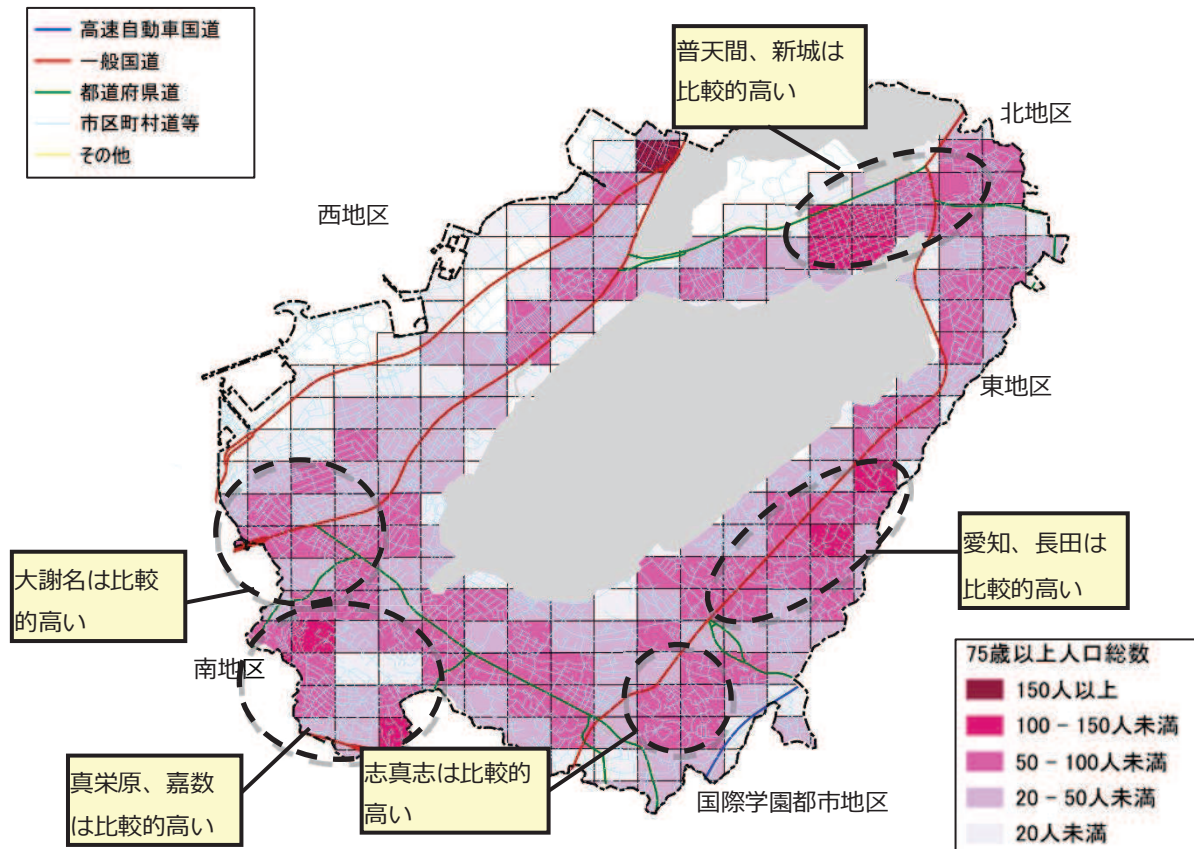 高速自動車国道
一般国道
都道府県道
市区町村道等
その他
普天間、新城は
比較的高い
北地区
西地区
東地区
愛知、長田は
比較的高い
大謝名は比較
的高い
南地区
真栄原、嘉数
は比較的高い
志真志は比較的
高い
国際学園都市地区
75歳以上人口総数
150人以上
100 - 150人未満
50 - 100人未満
20 - 50人未満
20人未満